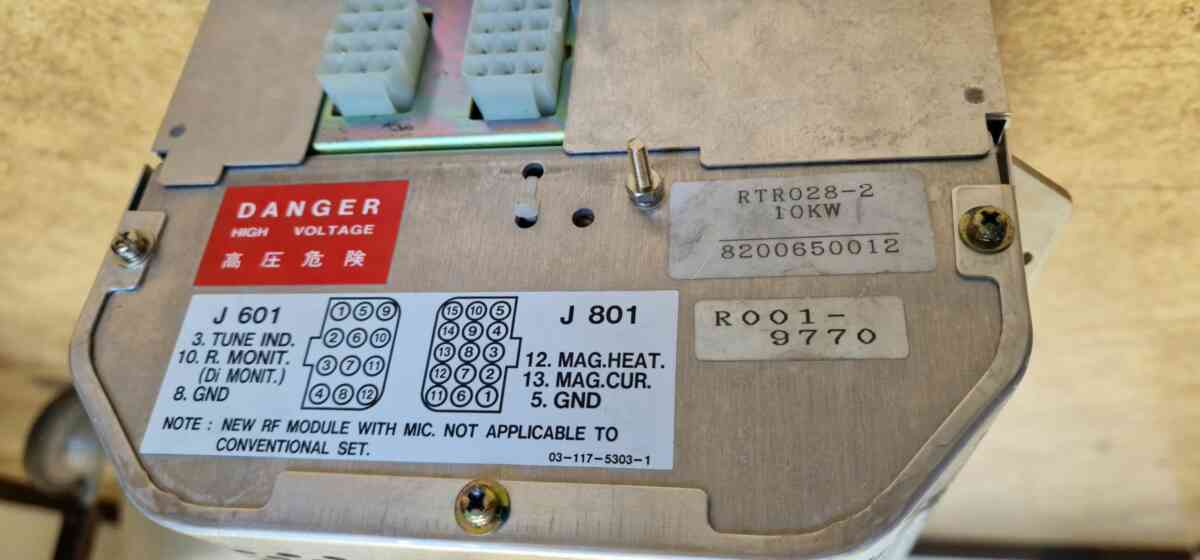 DANGER
HIGH VOLTAGE
高圧危険
RTR028-2
10KW
8200650012
R001-
9770
J 601
3. TUNE IND.
10. R. MONIT.
(Di MONIT.)
8. GND
1 5 9
2 6 10
3 7 11
4 8 12
15 10 5
14 9 4
13 8 3
12 7 2
11 6 1
J 801
12. MAG.HEAT.
13. MAG.CUR.
5. GND
NOTE : NEW RF MODULE WITH MIC. NOT APPLICABLE TO
CONVENTIONAL SET.
03-117-5303-1